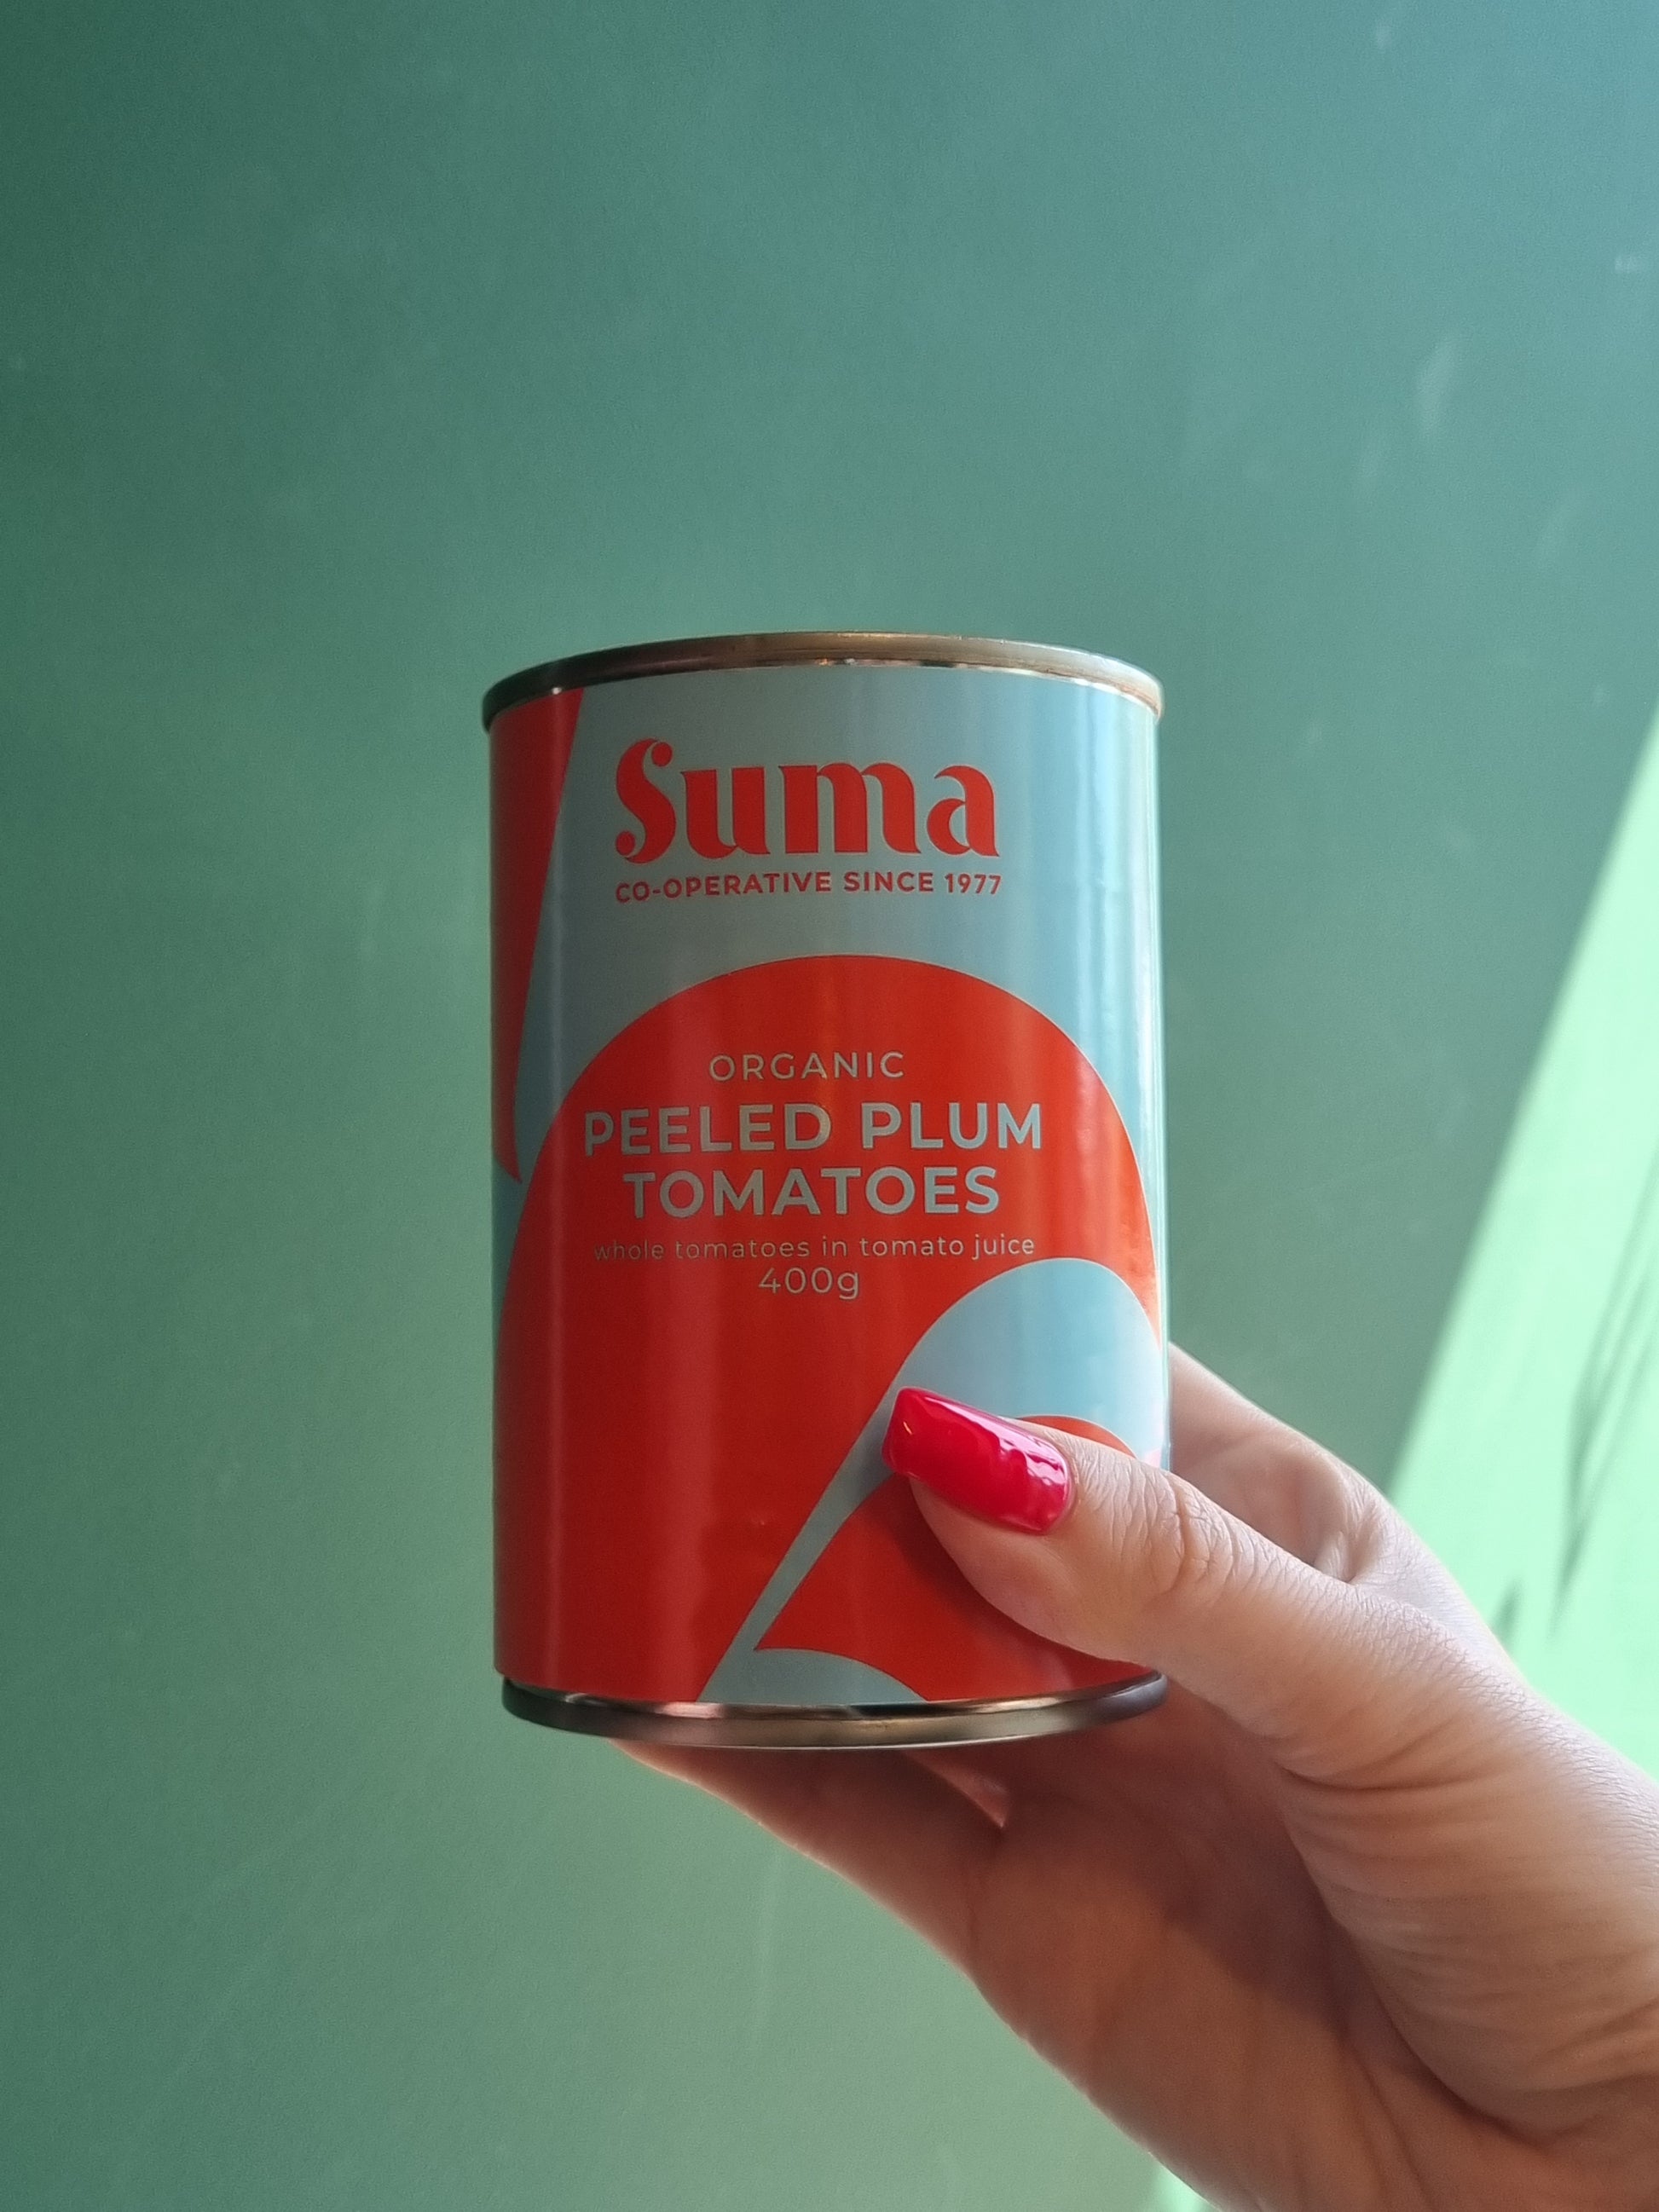 Suma
CO-OPERATIVE SINCE 1977
ORGANIC
PEELED PLUM
TOMATOES
whole tomatoes in tomato juice
400g